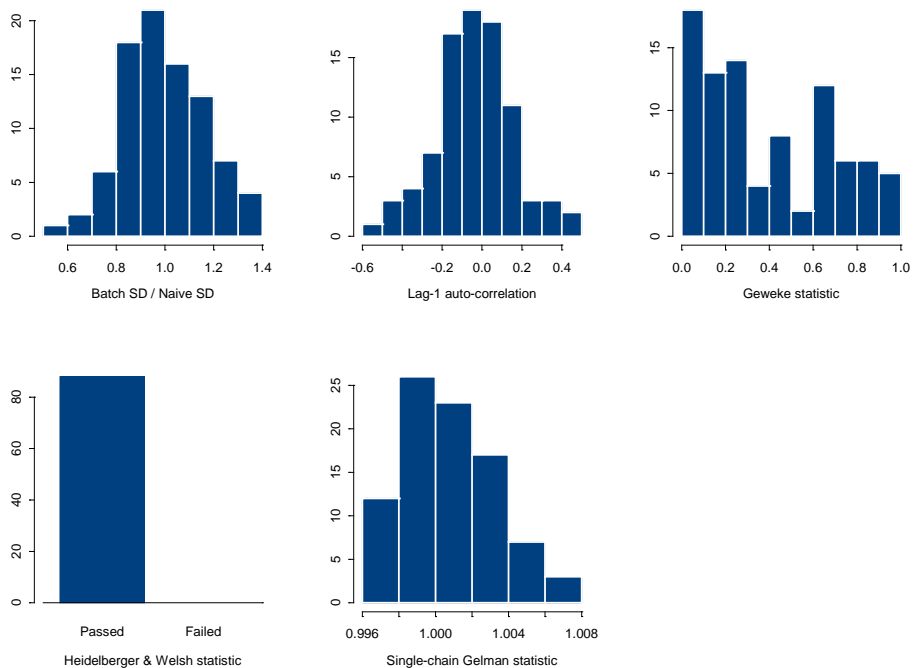 20
15
10
5
0
0.6 0.8 1.0 1.2 1.4
Batch SD / Naive SD
15
10
5
0
-0.6 -0.2 0.0 0.2 0.4
Lag-1 auto-correlation
15
10
5
0
0.0 0.2 0.4 0.6 0.8 1.0
Geweke statistic
80
60
40
20
0
Passed Failed
Heidelberger & Welsh statistic
25
20
15
10
5
0
0.996 1.000 1.004 1.008
Single-chain Gelman statistic